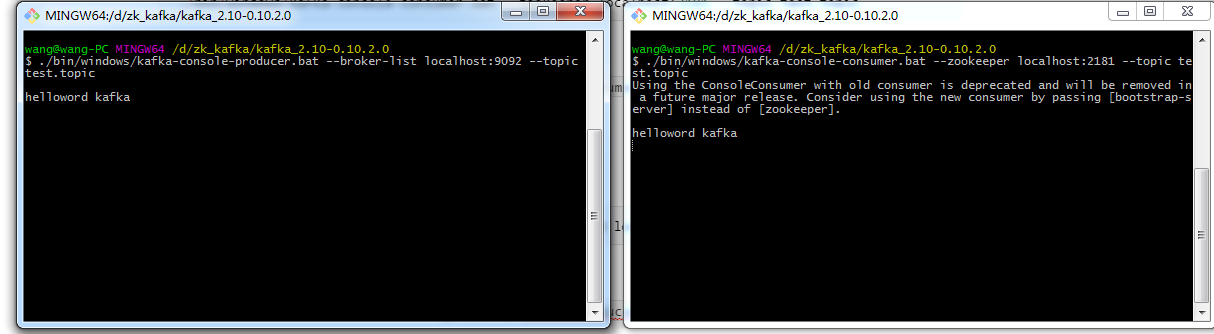 MINGW64:/d/zk_kafka/kafka_2.10-0.10.2.0
wang@wang-PC MINGW64 /d/zk_kafka/kafka_2.10-0.10.2.0
$ ./bin/windows/kafka-console-producer.bat --broker-list localhost:9092 --topic
test.topic
helloword kafka
MINGW64:/d/zk_kafka/kafka_2.10-0.10.2.0
wang@wang-PC MINGW64 /d/zk_kafka/kafka_2.10-0.10.2.0
$ ./bin/windows/kafka-console-consumer.bat --zookeeper localhost:2181 --topic te
st.topic
Using the ConsoleConsumer with old consumer is deprecated and will be removed in
 a future major release. Consider using the new consumer by passing [bootstrap-s
erver] instead of [zookeeper].
helloword kafka